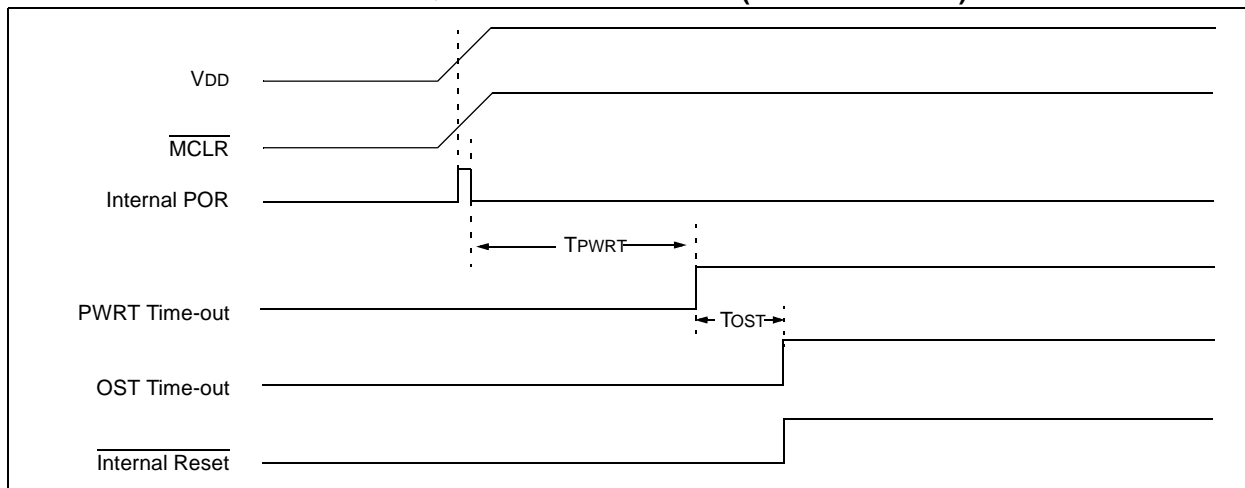 VDD
MCLR
Internal POR
TPWRT
PWRT Time-out
TOST
OST Time-out
Internal Reset